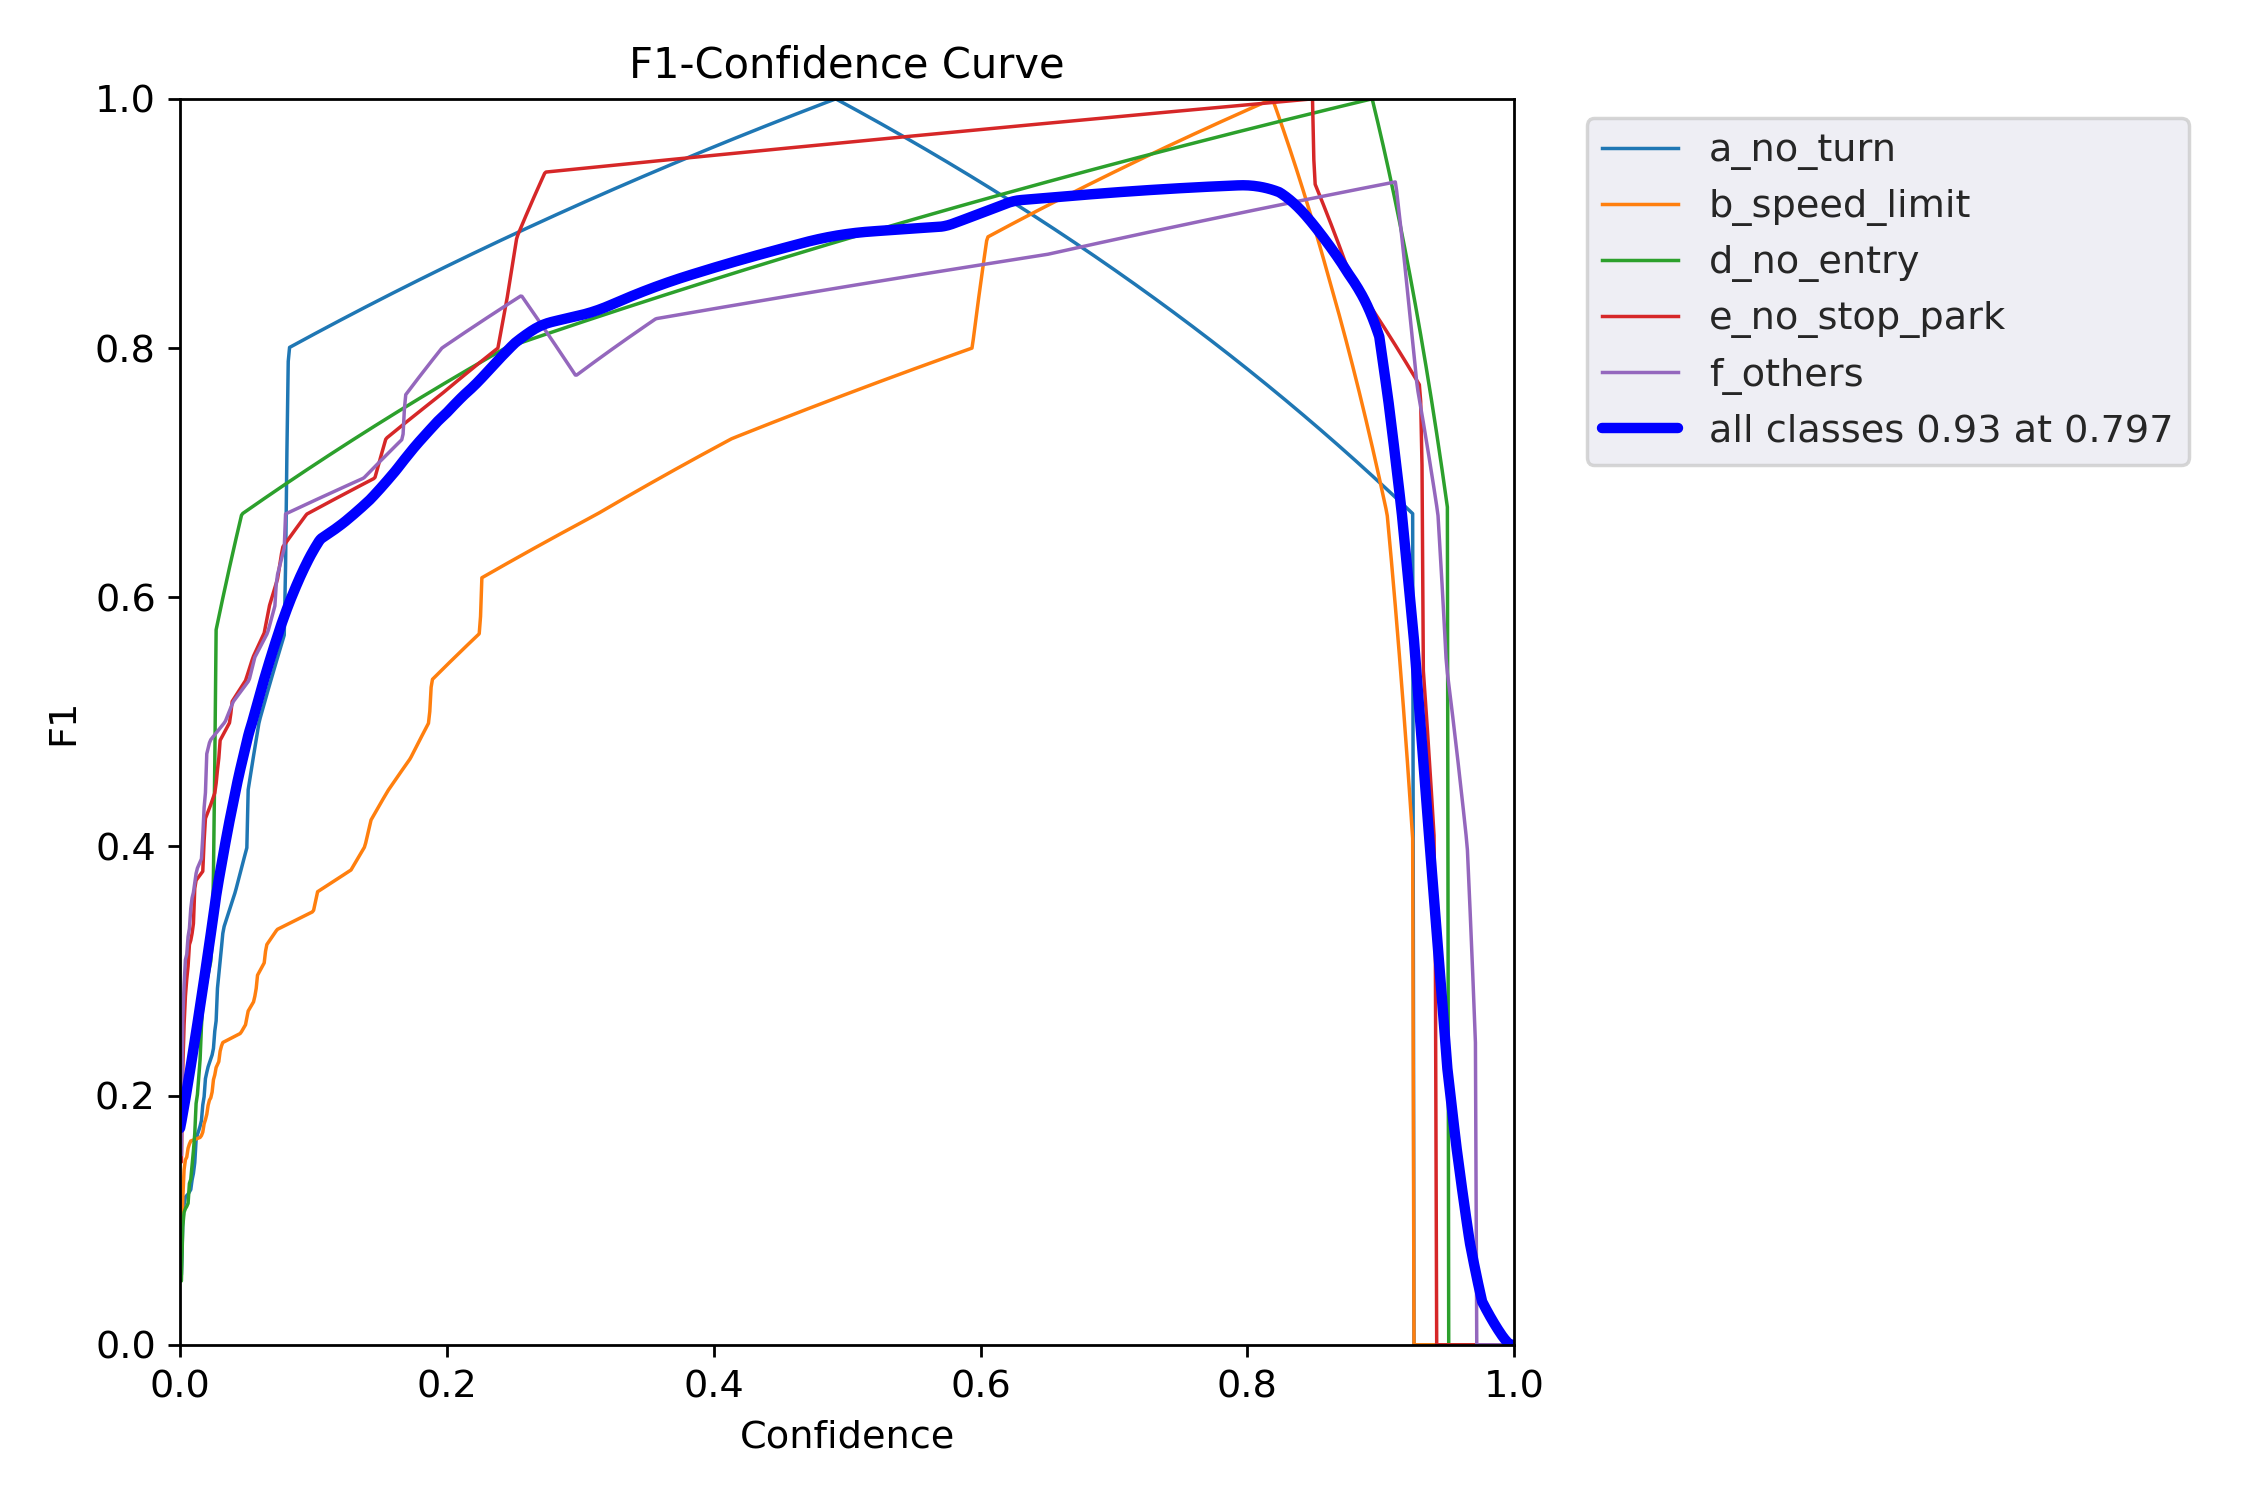 F1-Confidence Curve
1.0
0.8
0.6
0.4
0.2
0.0
F1
0.0 0.2 0.4 0.6 0.8 1.0
Confidence
a_no_turn
b_speed_limit
d_no_entry
e_no_stop_park
f_others
all classes 0.93 at 0.797